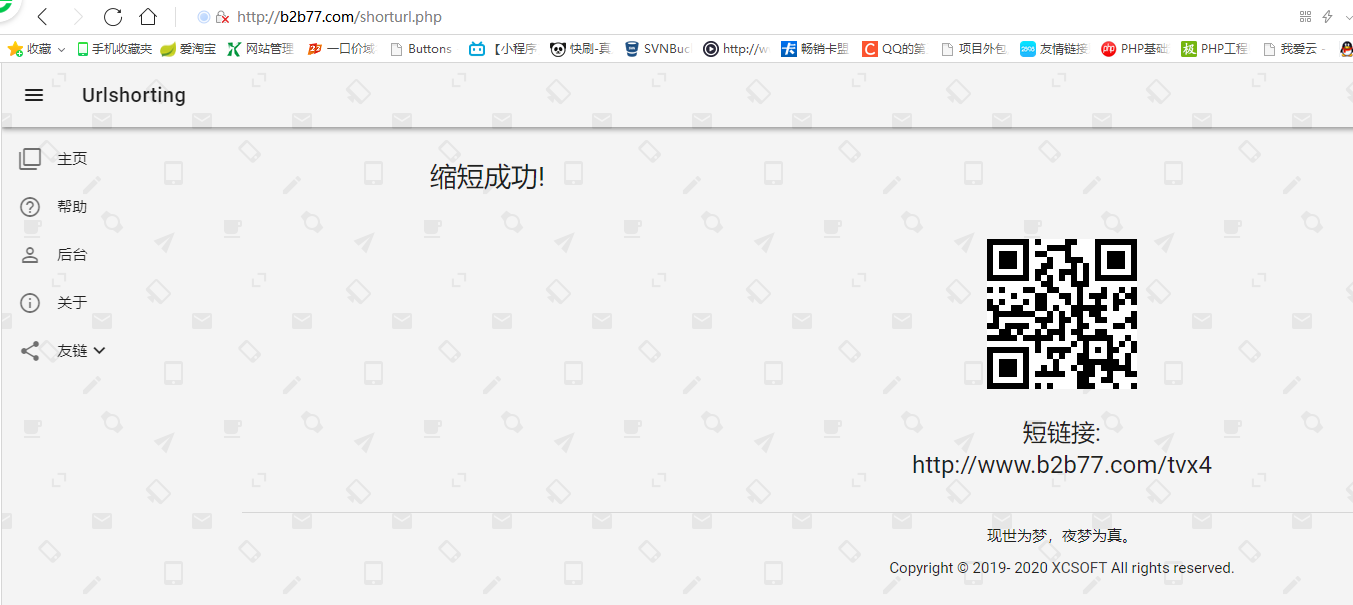 http://b2b77.com/shorturl.php
收藏 手机收藏夹 爱淘宝 网站管理 一口价域 Buttons 【小程序 快刷-真 SVNBuc http://w 畅销卡盟 QQ的第 项目外包 友情链接 PHP基础 PHP工程 我爱云 -
Urlshorting
主页
缩短成功!
帮助
后台
关于
友链
短链接:
http://www.b2b77.com/tvx4
现世为梦，夜梦为真。
Copyright © 2019- 2020 XCSOFT All rights reserved.